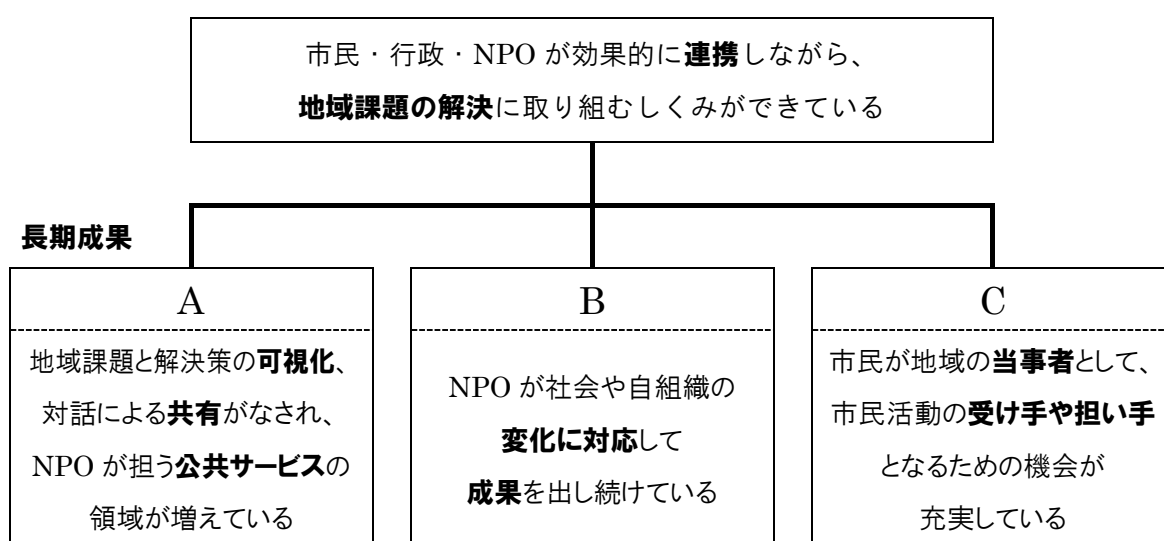 市民・行政・NPO が効果的に連携しながら、
地域課題の解決に取り組むしくみができている
長期成果
A
地域課題と解決策の可視化、
対話による共有がなされ、
NPO が担う公共サービスの
領域が増えている
B
NPO が社会や自組織の
変化に対応して
成果を出し続けている
C
市民が地域の当事者として、
市民活動の受け手や担い手
となるための機会が
充実している